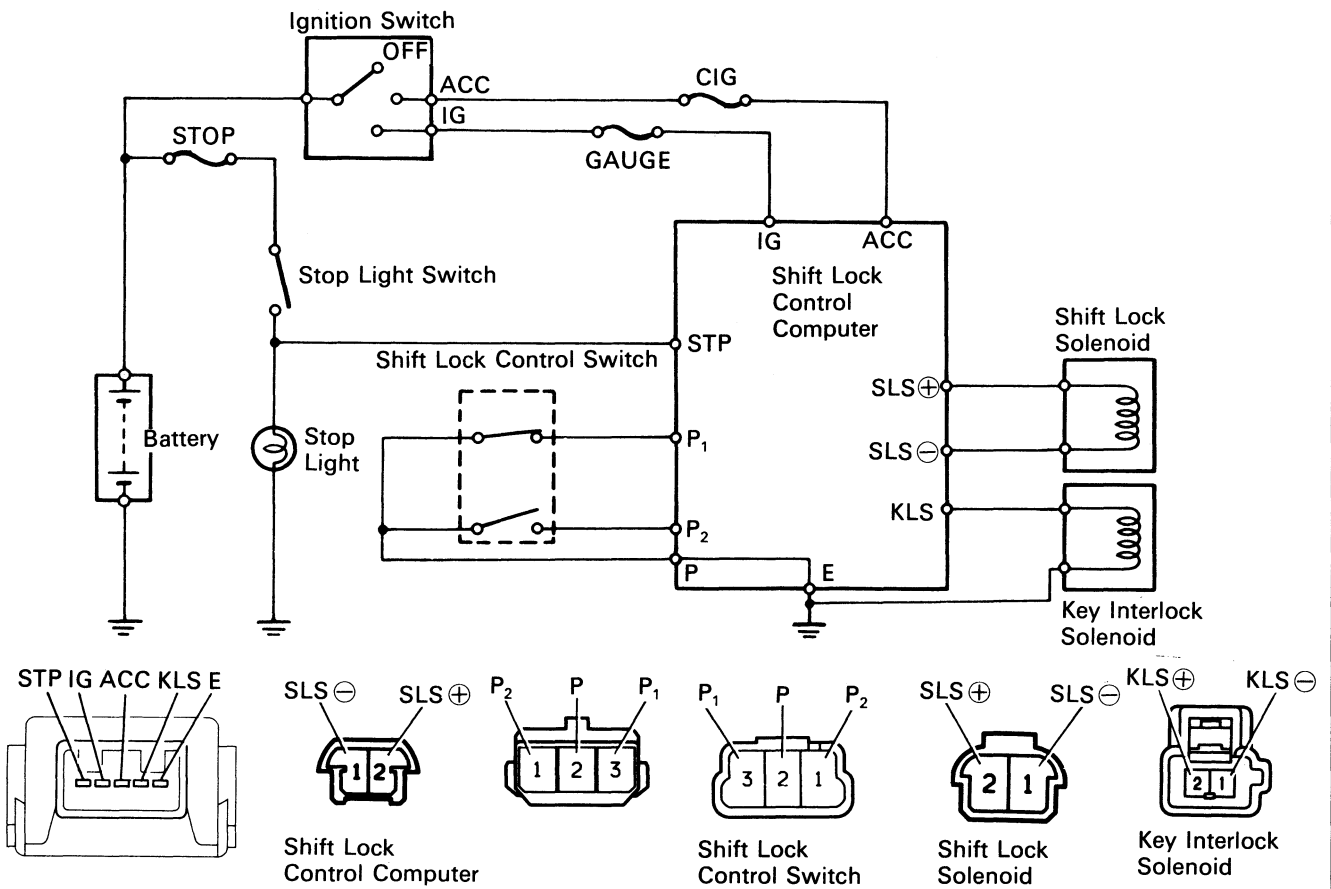 Ignition Switch
OFF
ACC
IG
CIG
STOP
GAUGE
IG
ACC
Stop Light Switch
Shift Lock
Control
Computer
Shift Lock
Solenoid
STP
Shift Lock Control Switch
SLS⊕
Battery
Stop
Light
P₁
SLS⊖
KLS
P₂
P
E
Key Interlock
Solenoid
STP IG ACC KLS E
SLS⊖
SLS⊕
P₂
P
P₁
P₁
P
P₂
SLS⊕
SLS⊖
KLS⊕
KLS⊖
1 2
1 2 3
3 2 1
2 1
2 1
Shift Lock
Control Computer
Shift Lock
Control Switch
Shift Lock
Solenoid
Key Interlock
Solenoid